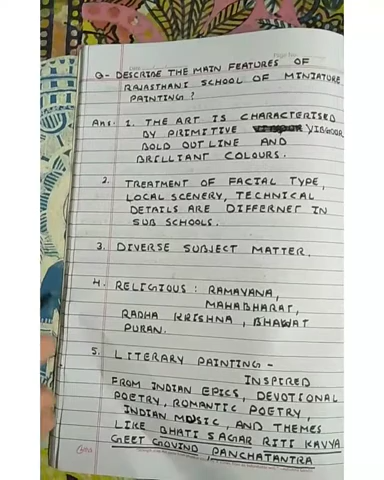 Q- DESCRIBE THE MAIN FEATURES OF
RAJASTHANI SCHOOL OF MINIATURE
PAINTING?
Ans: 1. THE ART IS CHARACTERISED
BY PRIMITIVE VIBGOOR
BOLD OUTLINE AND
BRILLIANT COLOURS.
2. TREATMENT OF FACIAL TYPE,
LOCAL SCENERY, TECHNICAL
DETAILS ARE DIFFERNET IN
SUB SCHOOLS.
3. DIVERSE SUBJECT MATTER.
4. RELIGIOUS: RAMAYANA,
MAHABHARAT,
RADHA KRISHNA, BHAWAT
PURAN.
5. LITERARY PAINTING -
INSPIRED
FROM INDIAN EPICS, DEVOTIONAL
POETRY, ROMANTIC POETRY,
INDIAN MUSIC, AND THEMES
LIKE BHATI SAGAR RITI KAVYA
GEET GOVIND, PANCHATANTRA